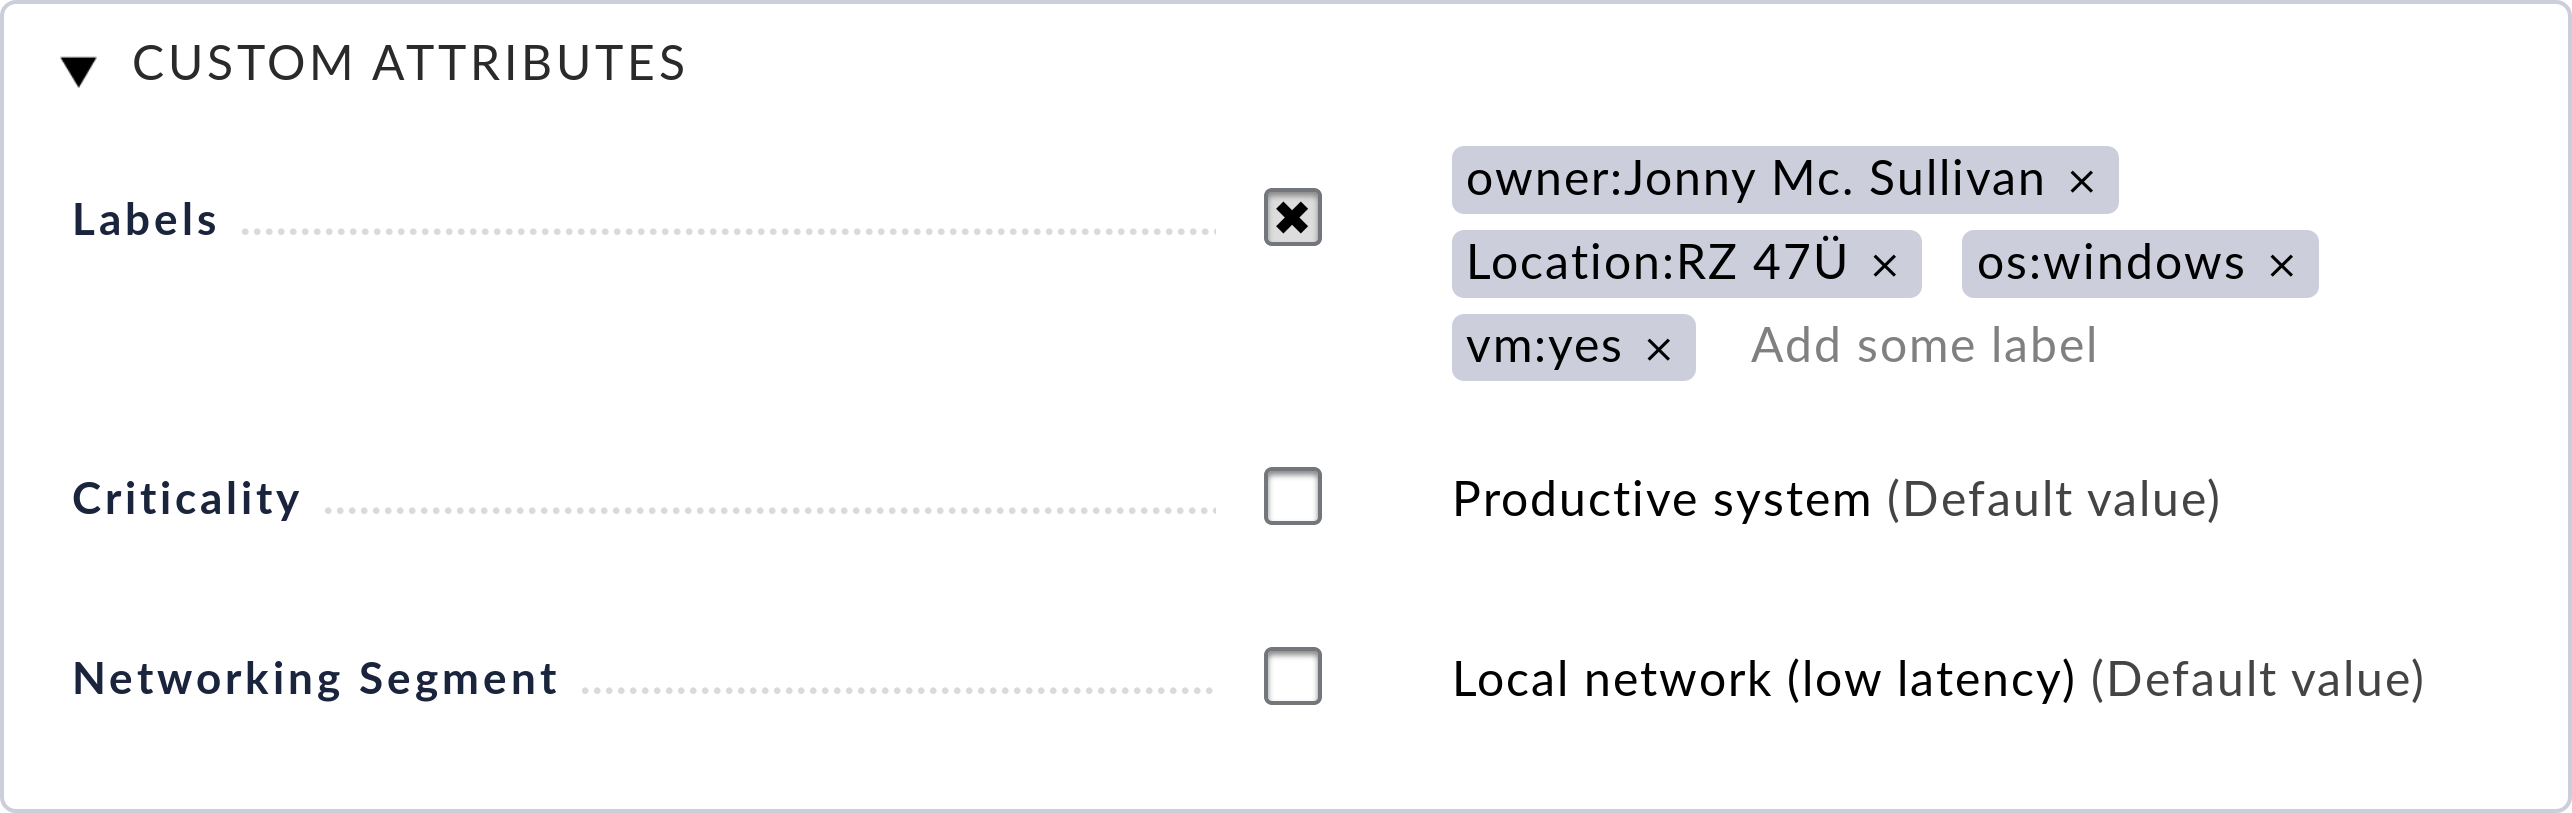 CUSTOM ATTRIBUTES
Labels
owner:Jonny Mc. Sullivan ×
Location:RZ 47Ü × os:windows ×
vm:yes × Add some label
Criticality Productive system (Default value)
Networking Segment Local network (low latency) (Default value)